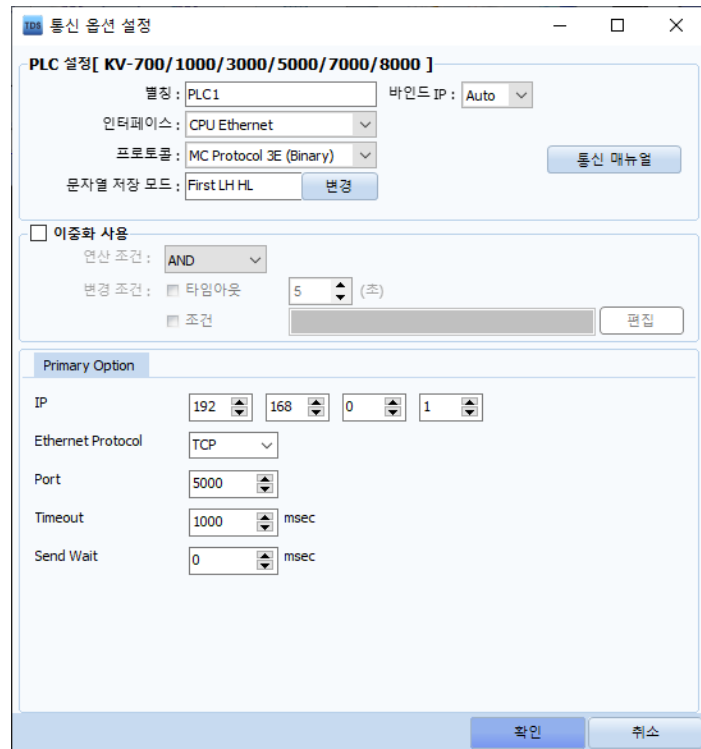 TDS 통신 옵션 설정
PLC 설정[ KV-700/1000/3000/5000/7000/8000 ]
별칭 : PLC1 바인드 IP : Auto
인터페이스 : CPU Ethernet
프로토콜 : MC Protocol 3E (Binary) 통신 매뉴얼
문자열 저장 모드 : First LH HL 변경
이중화 사용
연산 조건 : AND
변경 조건 : 타임아웃 5 (초)
조건 편집
Primary Option
IP 192 168 0 1
Ethernet Protocol TCP
Port 5000
Timeout 1000 msec
Send Wait 0 msec
확인 취소